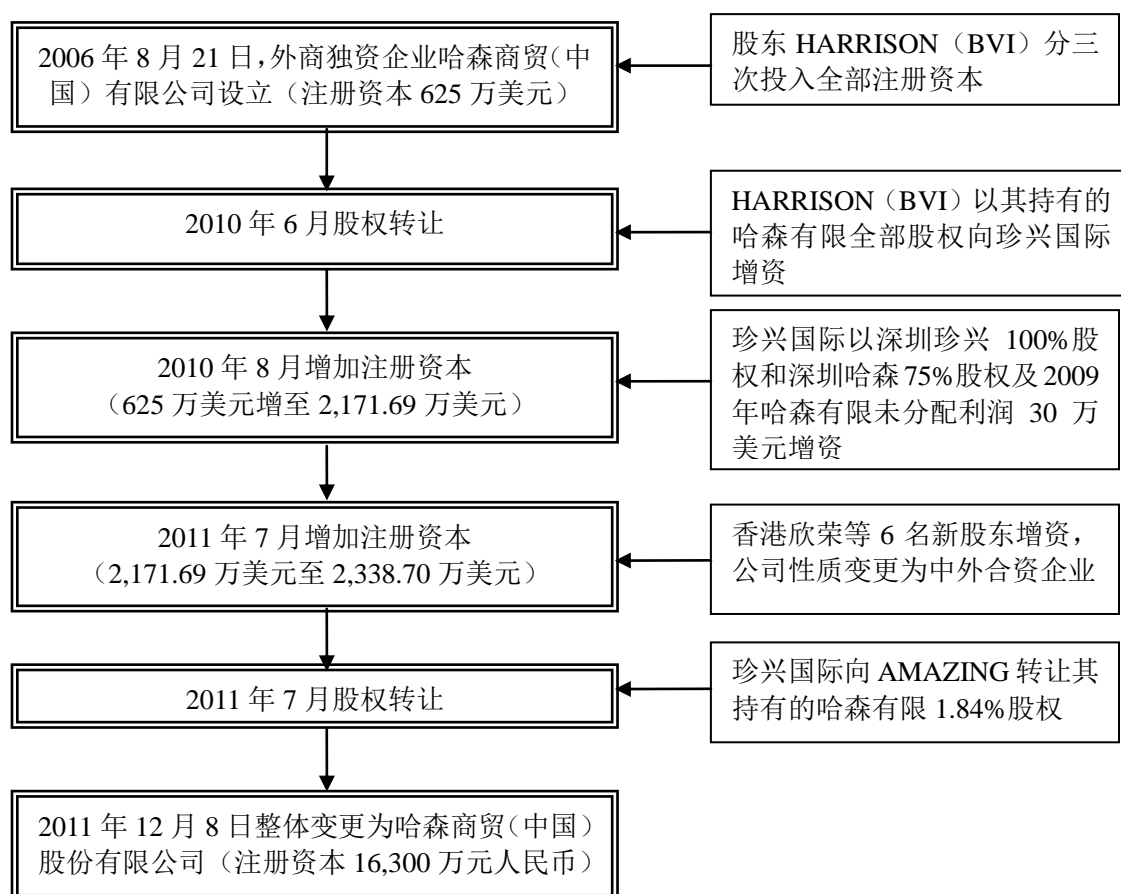 2006 年 8 月 21 日，外商独资企业哈森商贸（中
国）有限公司设立（注册资本 625 万美元）
股东 HARRISON（BVI）分三
次投入全部注册资本
2010 年 6 月股权转让
HARRISON（BVI）以其持有的
哈森有限全部股权向珍兴国际
增资
2010 年 8 月增加注册资本
（625 万美元增至 2,171.69 万美元）
珍兴国际以深圳珍兴 100%股
权和深圳哈森 75%股权及 2009
年哈森有限未分配利润 30 万
美元增资
2011 年 7 月增加注册资本
（2,171.69 万美元至 2,338.70 万美元）
香港欣荣等 6 名新股东增资，
公司性质变更为中外合资企业
2011 年 7 月股权转让
珍兴国际向 AMAZING 转让其
持有的哈森有限 1.84%股权
2011 年 12 月 8 日整体变更为哈森商贸（中国）
股份有限公司（注册资本 16,300 万元人民币）